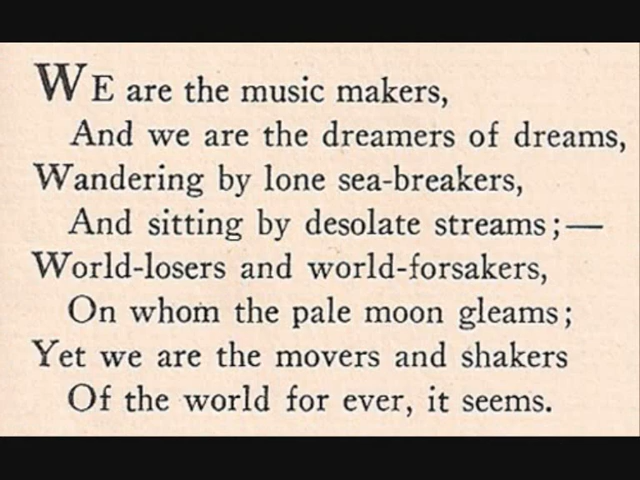 WE are the music makers,
And we are the dreamers of dreams,
Wandering by lone sea-breakers,
And sitting by desolate streams;—
World-losers and world-forsakers,
On whom the pale moon gleams;
Yet we are the movers and shakers
Of the world for ever, it seems.